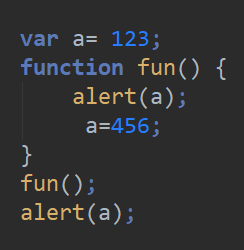 var a= 123;
function fun() {
    alert(a);
     a=456;
}
fun();
alert(a);